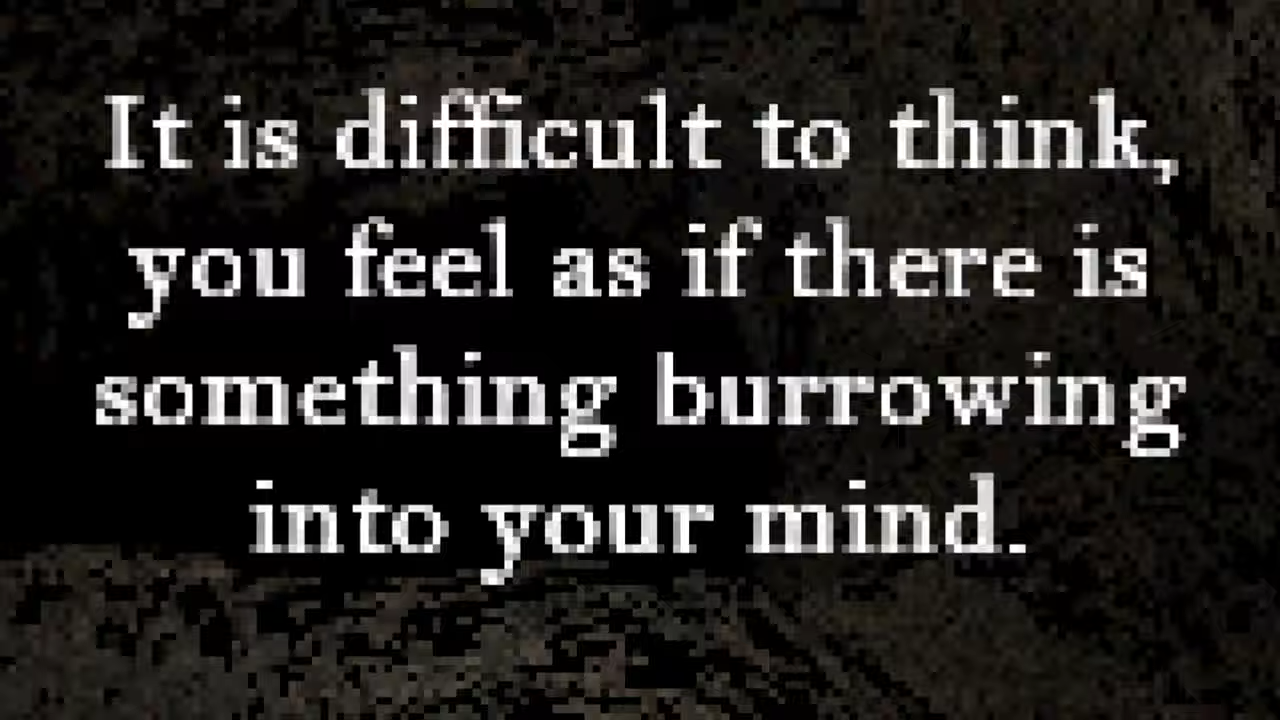 It is difficult to think,
you feel as if there is
something burrowing
into your mind.